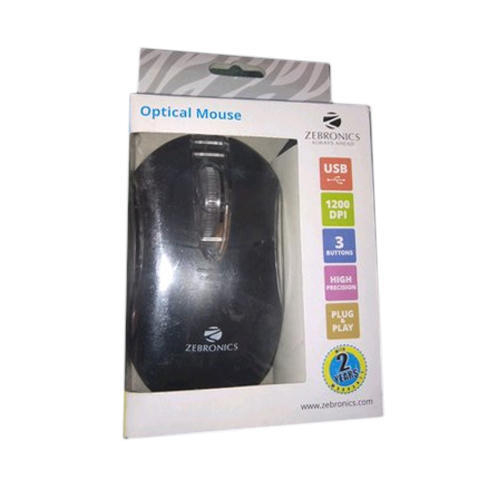 Optical Mouse
ZEBRONICS
ALWAYS AHEAD
USB
1200
DPI
3
BUTTONS
HIGH
PRECISION
PLUG
&
PLAY
ZEBRONICS
2
YEARS
WARRANTY
www.zebronics.com